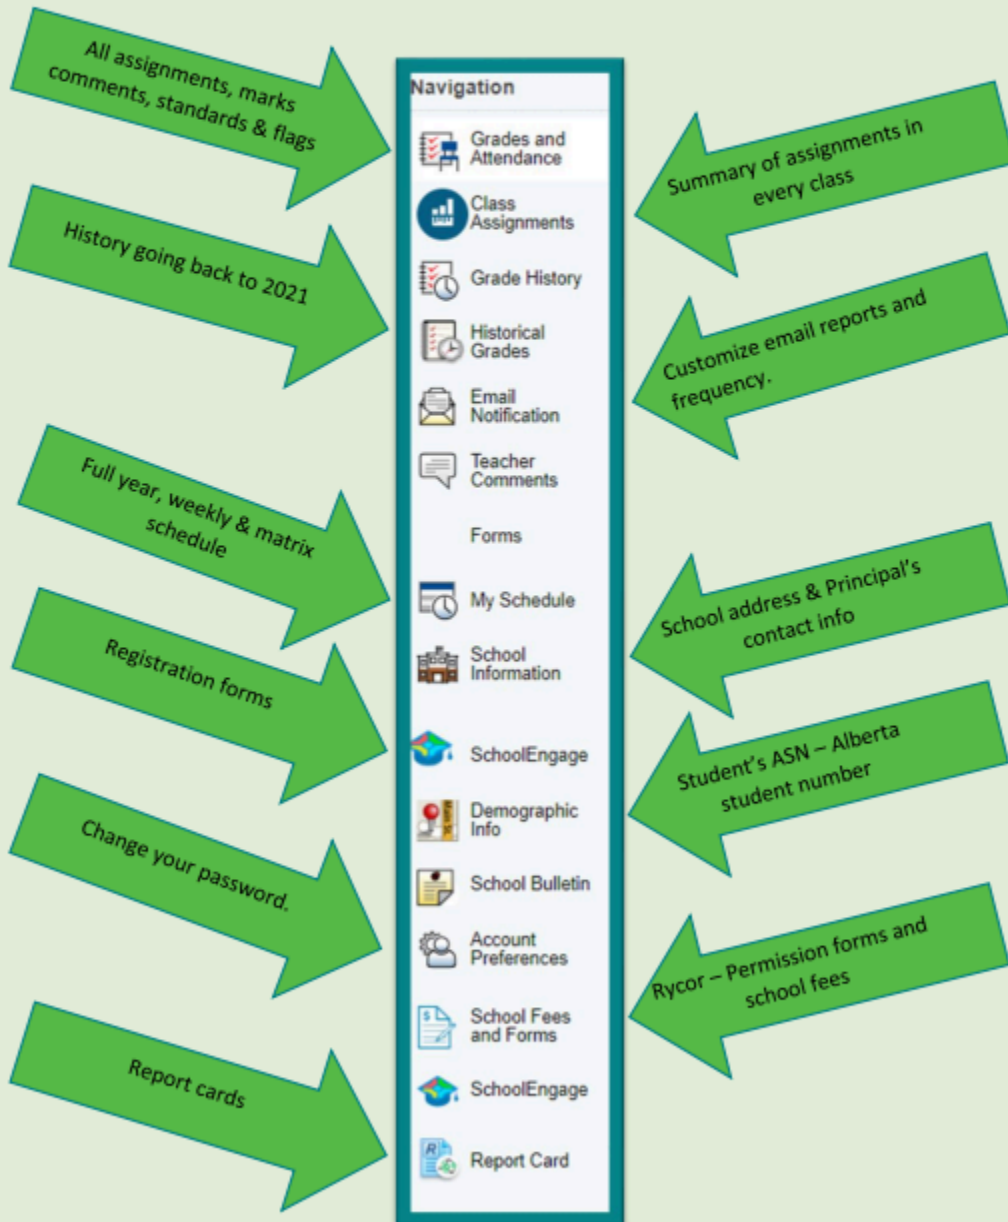 All assignments, marks
comments, standards & flags
History going back to 2021
Full year, weekly & matrix
schedule
Registration forms
Change your password.
Report cards
Navigation
Grades and
Attendance
Class
Assignments
Grade History
Historical
Grades
Email
Notification
Teacher
Comments
Forms
My Schedule
School
Information
SchoolEngage
Demographic
Info
School Bulletin
Account
Preferences
School Fees
and Forms
SchoolEngage
Report Card
Summary of assignments in
every class
Customize email reports and
frequency.
School address & Principal's
contact info
Student's ASN – Alberta
student number
Rycor – Permission forms and
school fees